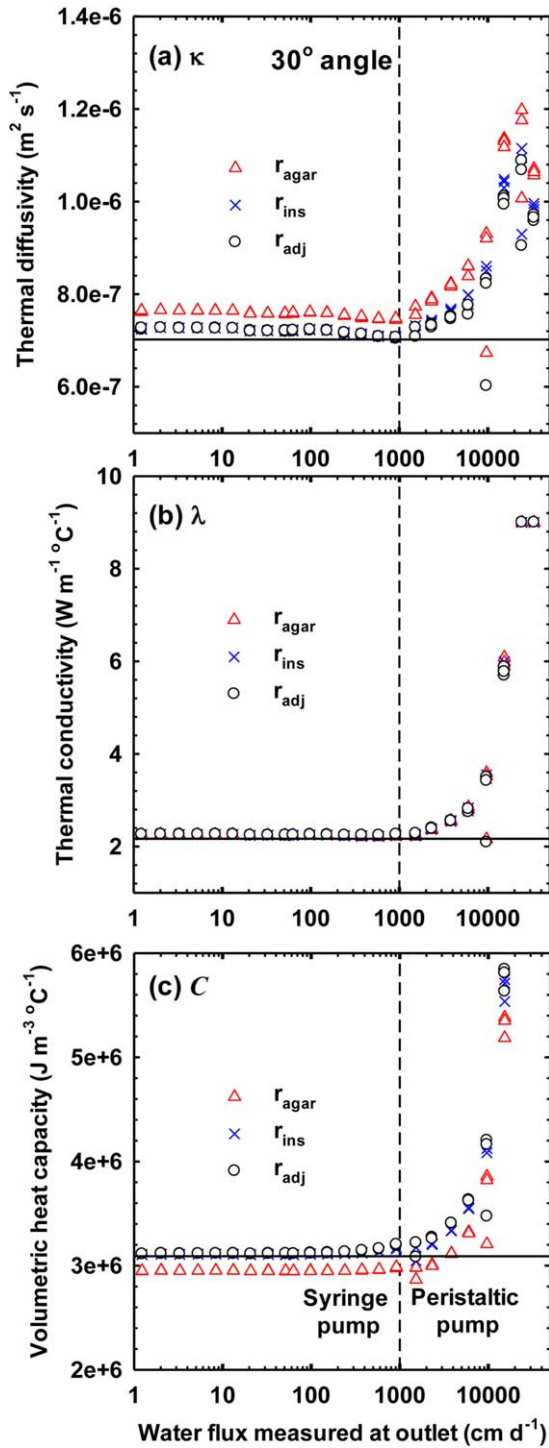 1.4e-6
(a) κ
30° angle
1.2e-6
1.0e-6
8.0e-7
6.0e-7
Thermal diffusivity (m² s⁻¹)
r_agar
r_ins
r_adj
1 10 100 1000 10000
10
(b) λ
8
6
4
2
Thermal conductivity (W m⁻¹ °C⁻¹)
r_agar
r_ins
r_adj
1 10 100 1000 10000
6e+6
(c) C
5e+6
4e+6
3e+6
2e+6
Volumetric heat capacity (J m⁻³ °C⁻¹)
r_agar
r_ins
r_adj
Syringe
pump
Peristaltic
pump
1 10 100 1000 10000
Water flux measured at outlet (cm d⁻¹)